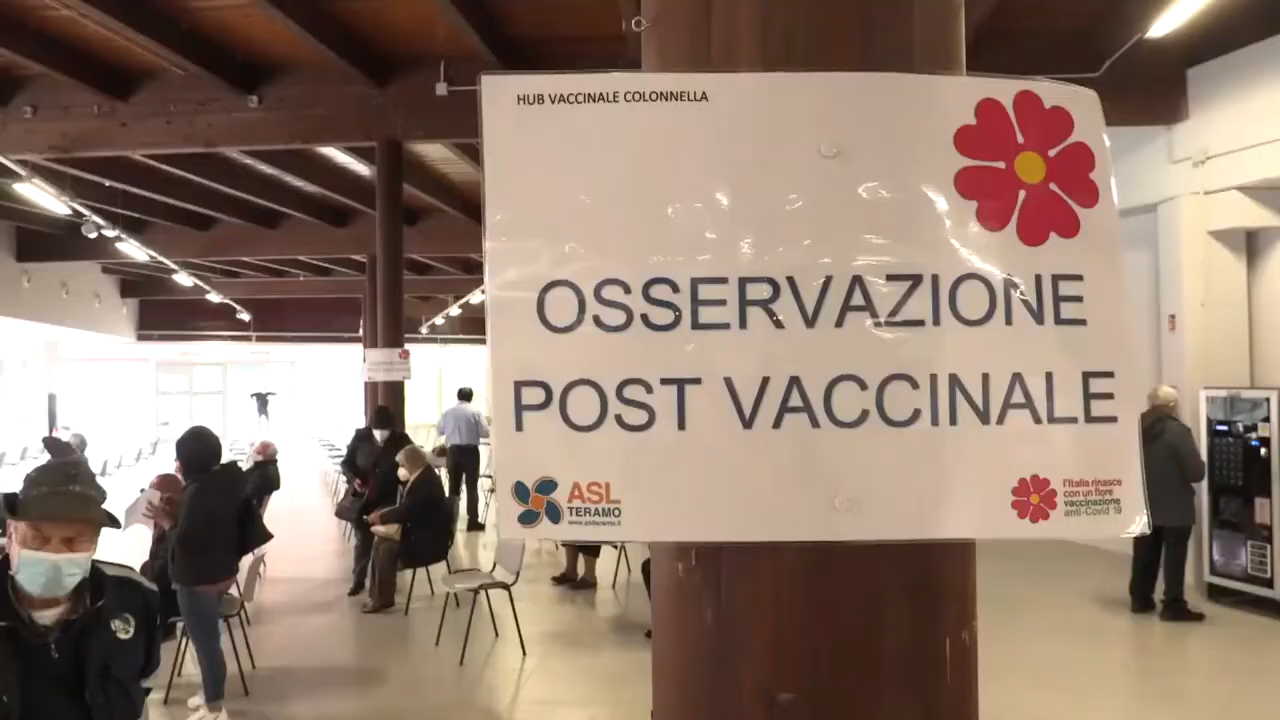 HUB VACCINALE COLONNELLA
OSSERVAZIONE
POST VACCINALE
ASL
TERAMO
www.aslteramo.it
l'Italia rinasce
con un fiore
vaccinazione
anti-Covid 19